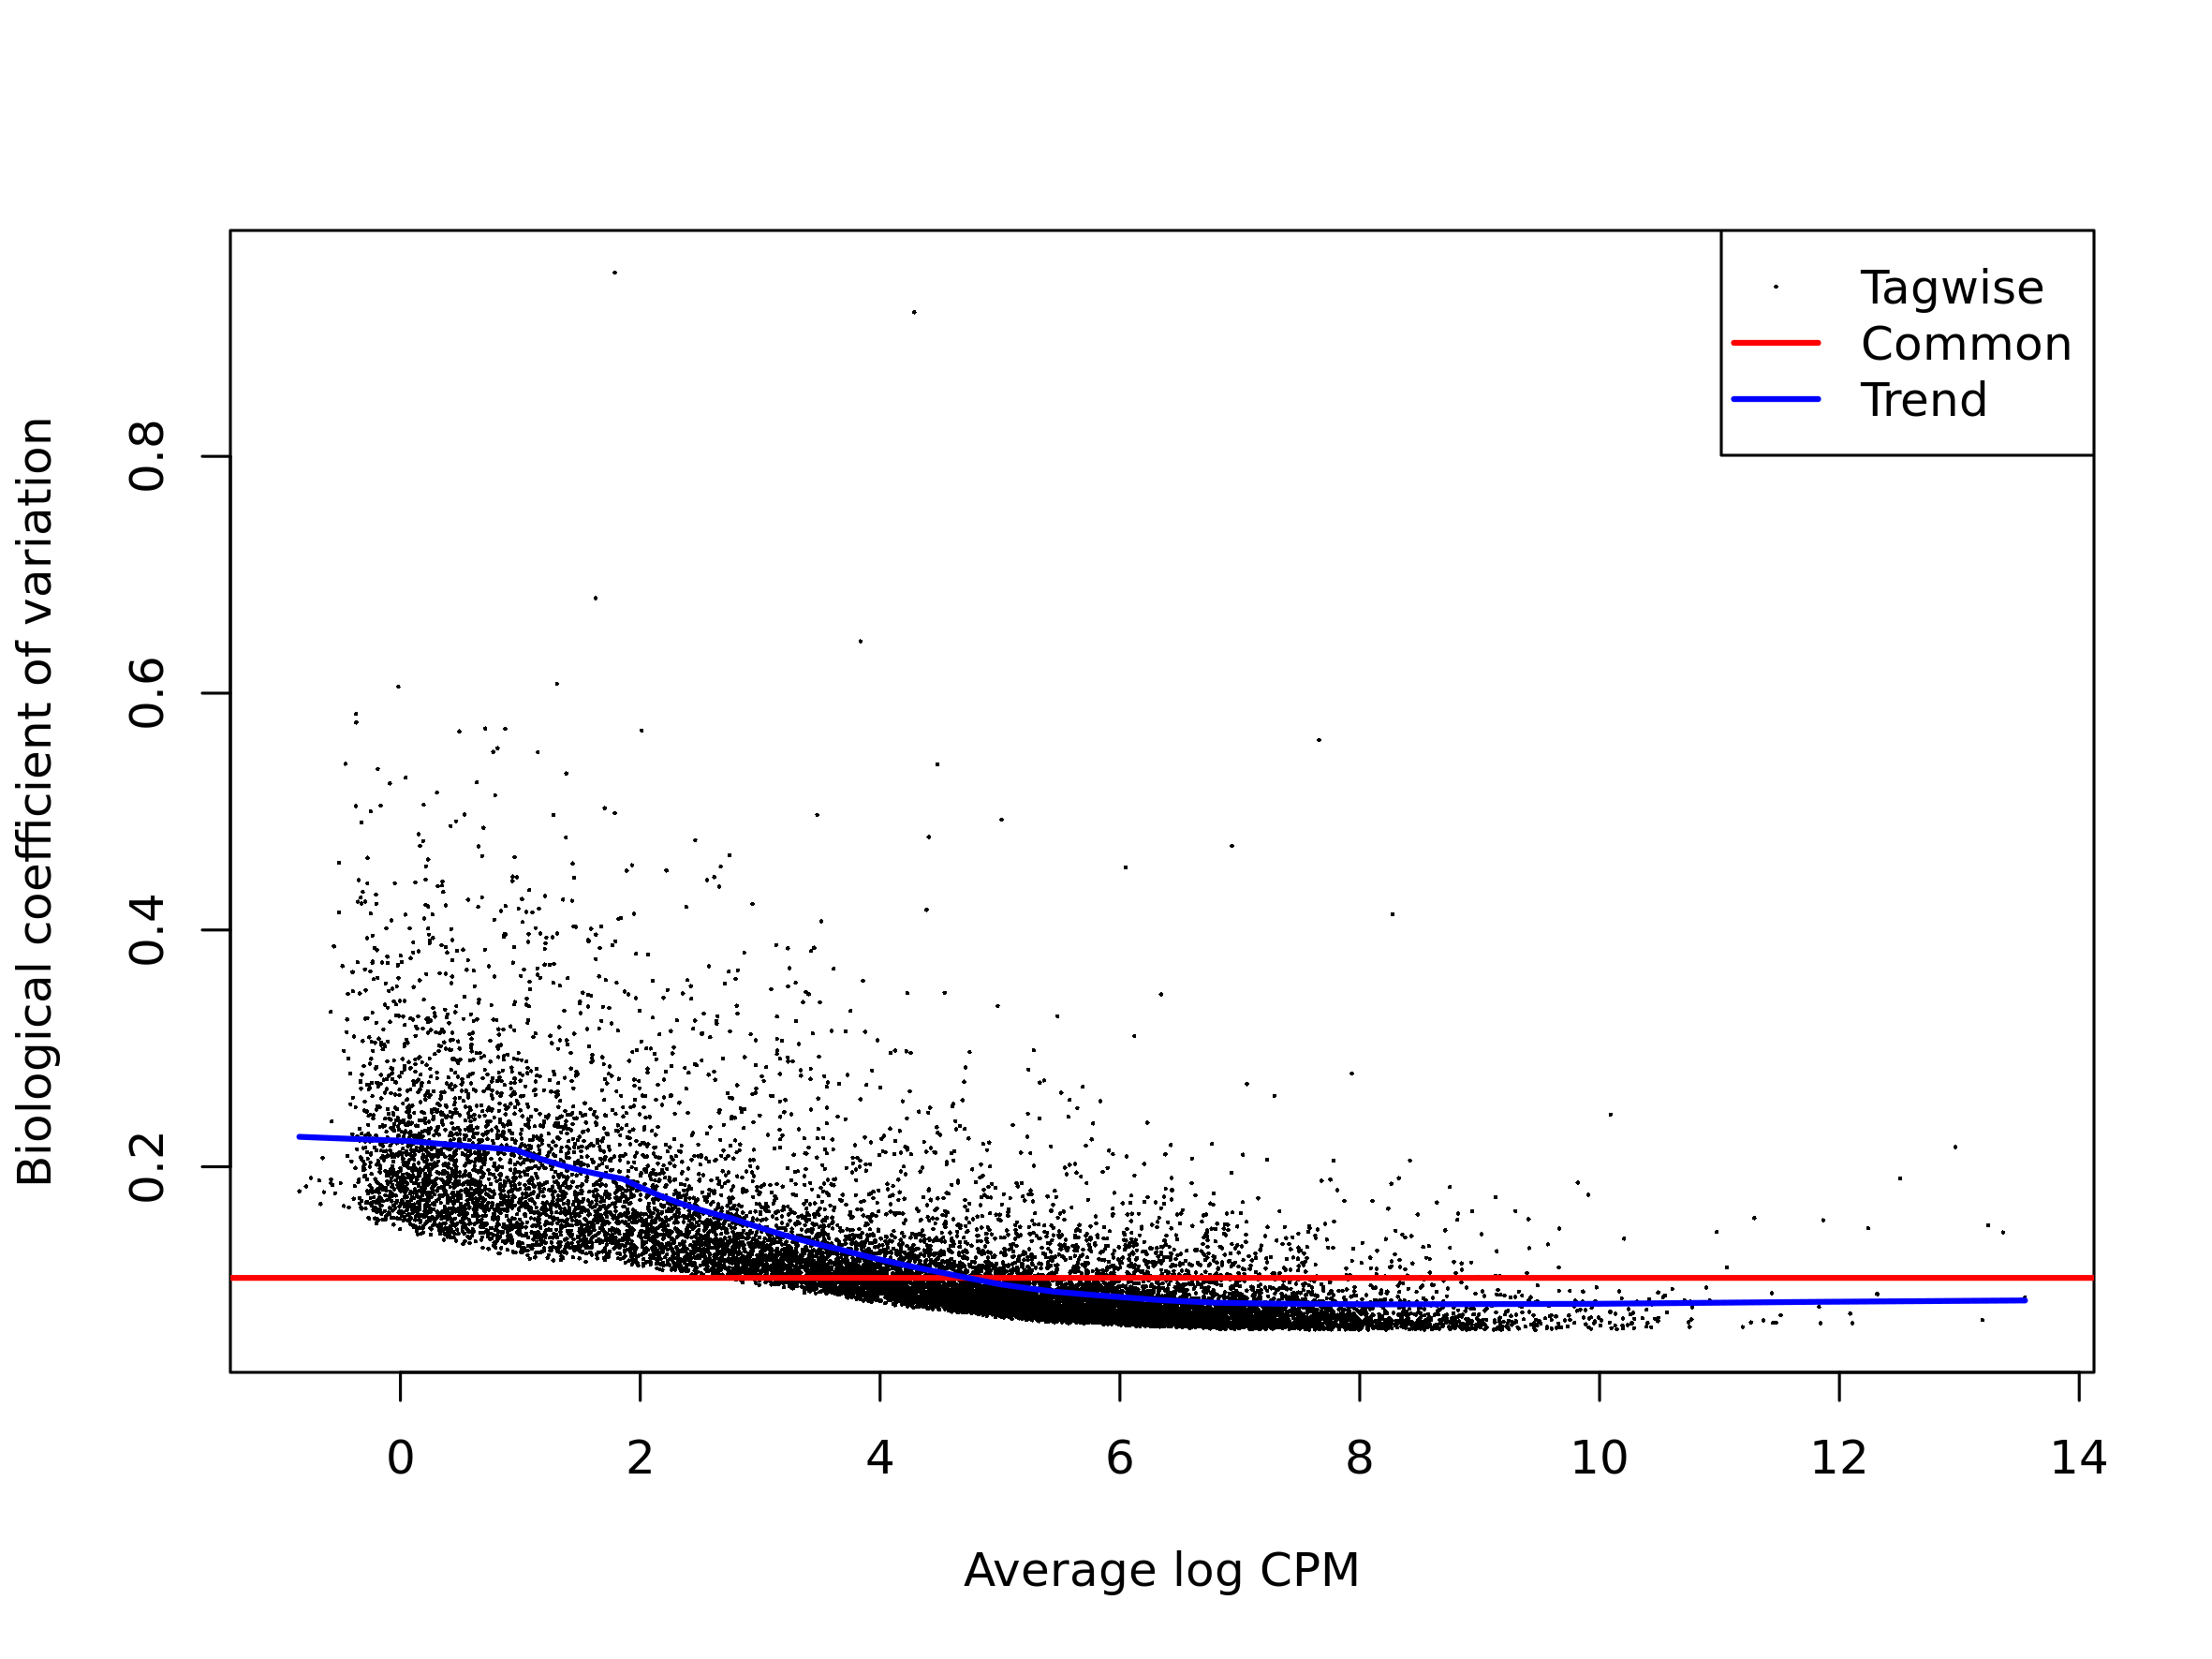 Tagwise
Common
Trend
Biological coefficient of variation
0.8
0.6
0.4
0.2
0 2 4 6 8 10 12 14
Average log CPM